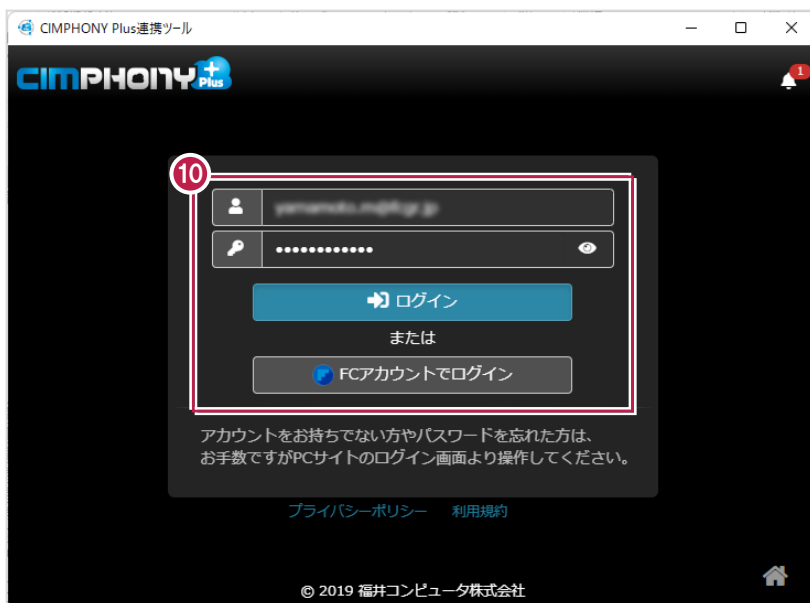 CIMPHONY Plus連携ツール
CIMPHONY Plus
1
10
••••••••••••
ログイン
または
FCアカウントでログイン
アカウントをお持ちでない方やパスワードを忘れた方は、
お手数ですがPCサイトのログイン画面より操作してください。
プライバシーポリシー 利用規約
© 2019 福井コンピュータ株式会社